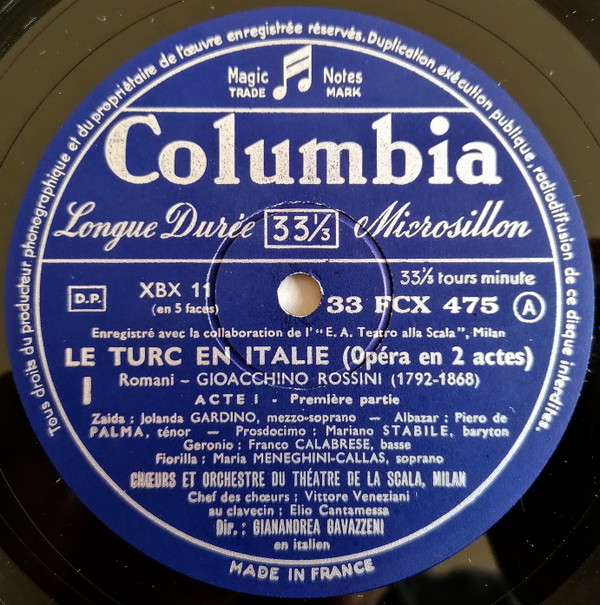 Tous droits du producteur phonographique et du propriétaire de l'œuvre enregistrée réservés. Duplication, exécution publique, radiodiffusion de ce disque interdites.
Magic Notes
TRADE MARK
Columbia
Longue Durée 33⅓ Microsillon
33⅓ tours minute
D.P. XBX 11 33 FCX 475 A
(en 5 faces)
Enregistré avec la collaboration de l' "E. A. Teatro alla Scala", Milan
LE TURC EN ITALIE (Opéra en 2 actes)
I Romani - GIOACCHINO ROSSINI (1792-1868)
ACTE I - Première partie
Zaida : Jolanda GARDINO, mezzo-soprano - Albazar : Piero de
PALMA, ténor - Prosdocimo : Mariano STABILE, baryton
Geronio : Franco CALABRESE, basse
Fiorilla : Maria MENEGHINI-CALLAS, soprano
CHŒURS ET ORCHESTRE DU THÉATRE DE LA SCALA, MILAN
Chef des chœurs : Vittore Veneziani
au clavecin : Elio Cantamessa
Dir. : GIANANDREA GAVAZZENI
en italien
MADE IN FRANCE